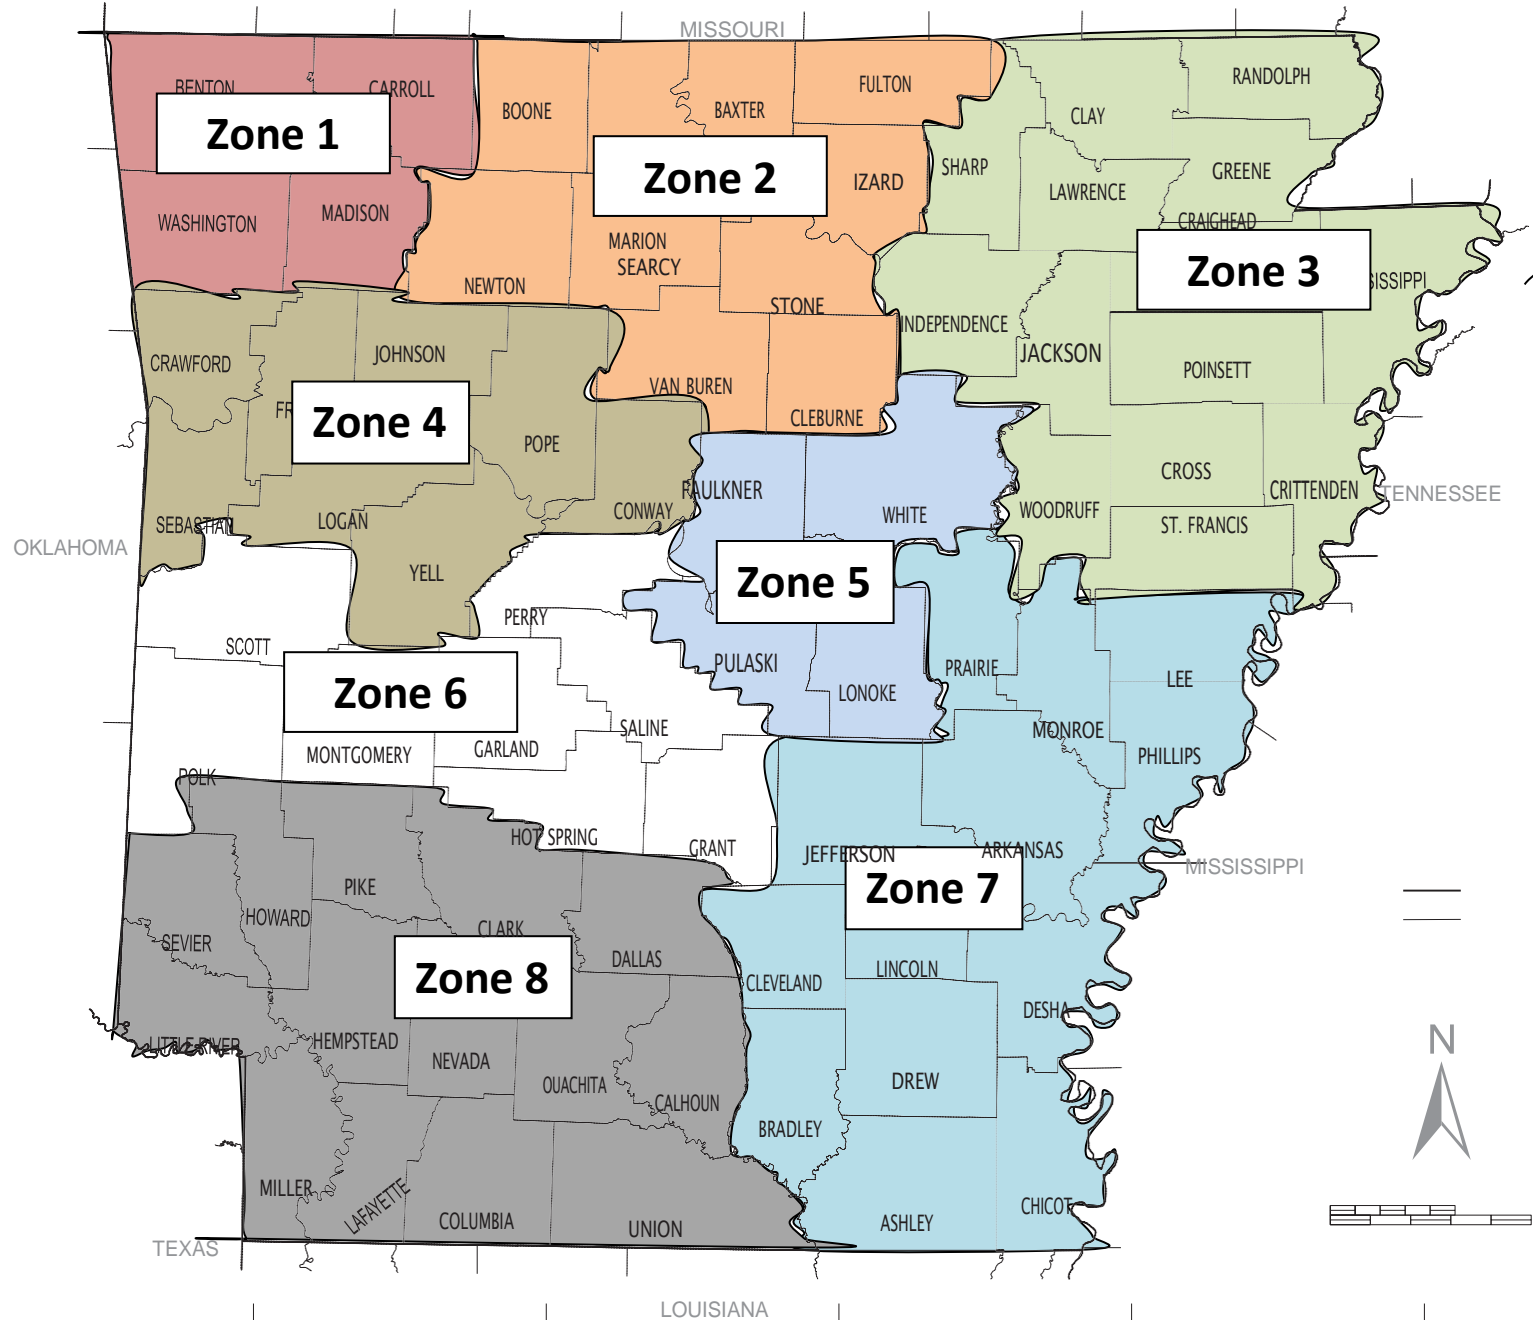 MISSOURI
BENTON
CARROLL
BOONE
BAXTER
FULTON
RANDOLPH
CLAY
Zone 1
Zone 2
SHARP
LAWRENCE
GREENE
IZARD
WASHINGTON
MADISON
CRAIGHEAD
MARION
SEARCY
Zone 3
SISSIPPI
NEWTON
STONE
INDEPENDENCE
JACKSON
CRAWFORD
JOHNSON
POINSETT
VAN BUREN
CLEBURNE
FR
Zone 4
POPE
CROSS
FAULKNER
CRITTENDEN
TENNESSEE
CONWAY
WHITE
WOODRUFF
ST. FRANCIS
SEBASTIAN
LOGAN
OKLAHOMA
YELL
Zone 5
PERRY
SCOTT
PULASKI
PRAIRIE
LEE
Zone 6
LONOKE
SALINE
MONROE
MONTGOMERY
GARLAND
PHILLIPS
POLK
HOT SPRING
GRANT
JEFFERSON
ARKANSAS
MISSISSIPPI
Zone 7
PIKE
HOWARD
CLARK
SEVIER
DALLAS
Zone 8
CLEVELAND
LINCOLN
DESHA
LITTLE RIVER
HEMPSTEAD
NEVADA
OUACHITA
CALHOUN
DREW
N
BRADLEY
MILLER
LAFAYETTE
COLUMBIA
UNION
ASHLEY
CHICOT
TEXAS
LOUISIANA